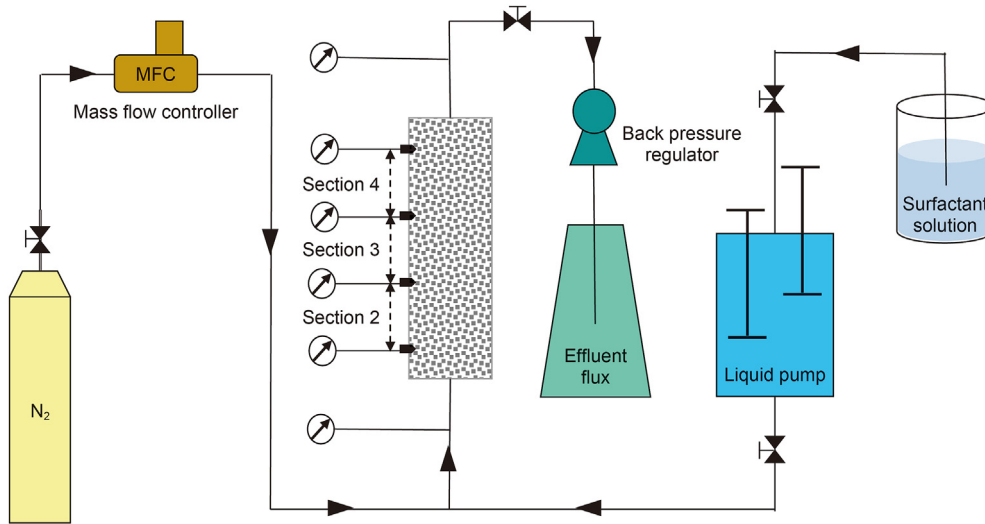 MFC
Mass flow controller
Back pressure
regulator
Section 4
Surfactant
solution
Section 3
Section 2
Effluent
flux
Liquid pump
N₂